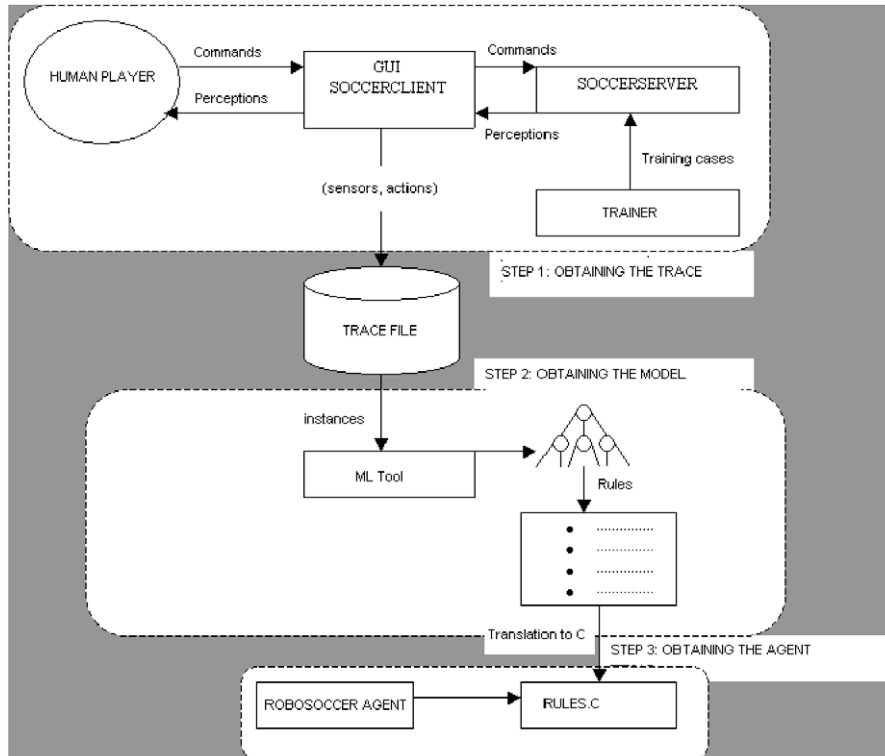 Commands
Commands
HUMAN PLAYER
GUI
SOCCERCLIENT
SOCCERSERVER
Perceptions
Perceptions
Training cases
(sensors, actions)
TRAINER
STEP 1: OBTAINING THE TRACE
TRACE FILE
STEP 2: OBTAINING THE MODEL
instances
ML Tool
Rules
Translation to C
STEP 3: OBTAINING THE AGENT
ROBOSOCCER AGENT
RULES.C